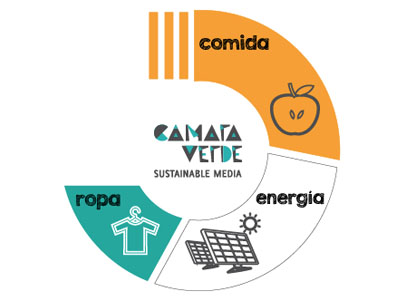 comida
CAMARA
VERDE
SUSTAINABLE MEDIA
energía
ropa